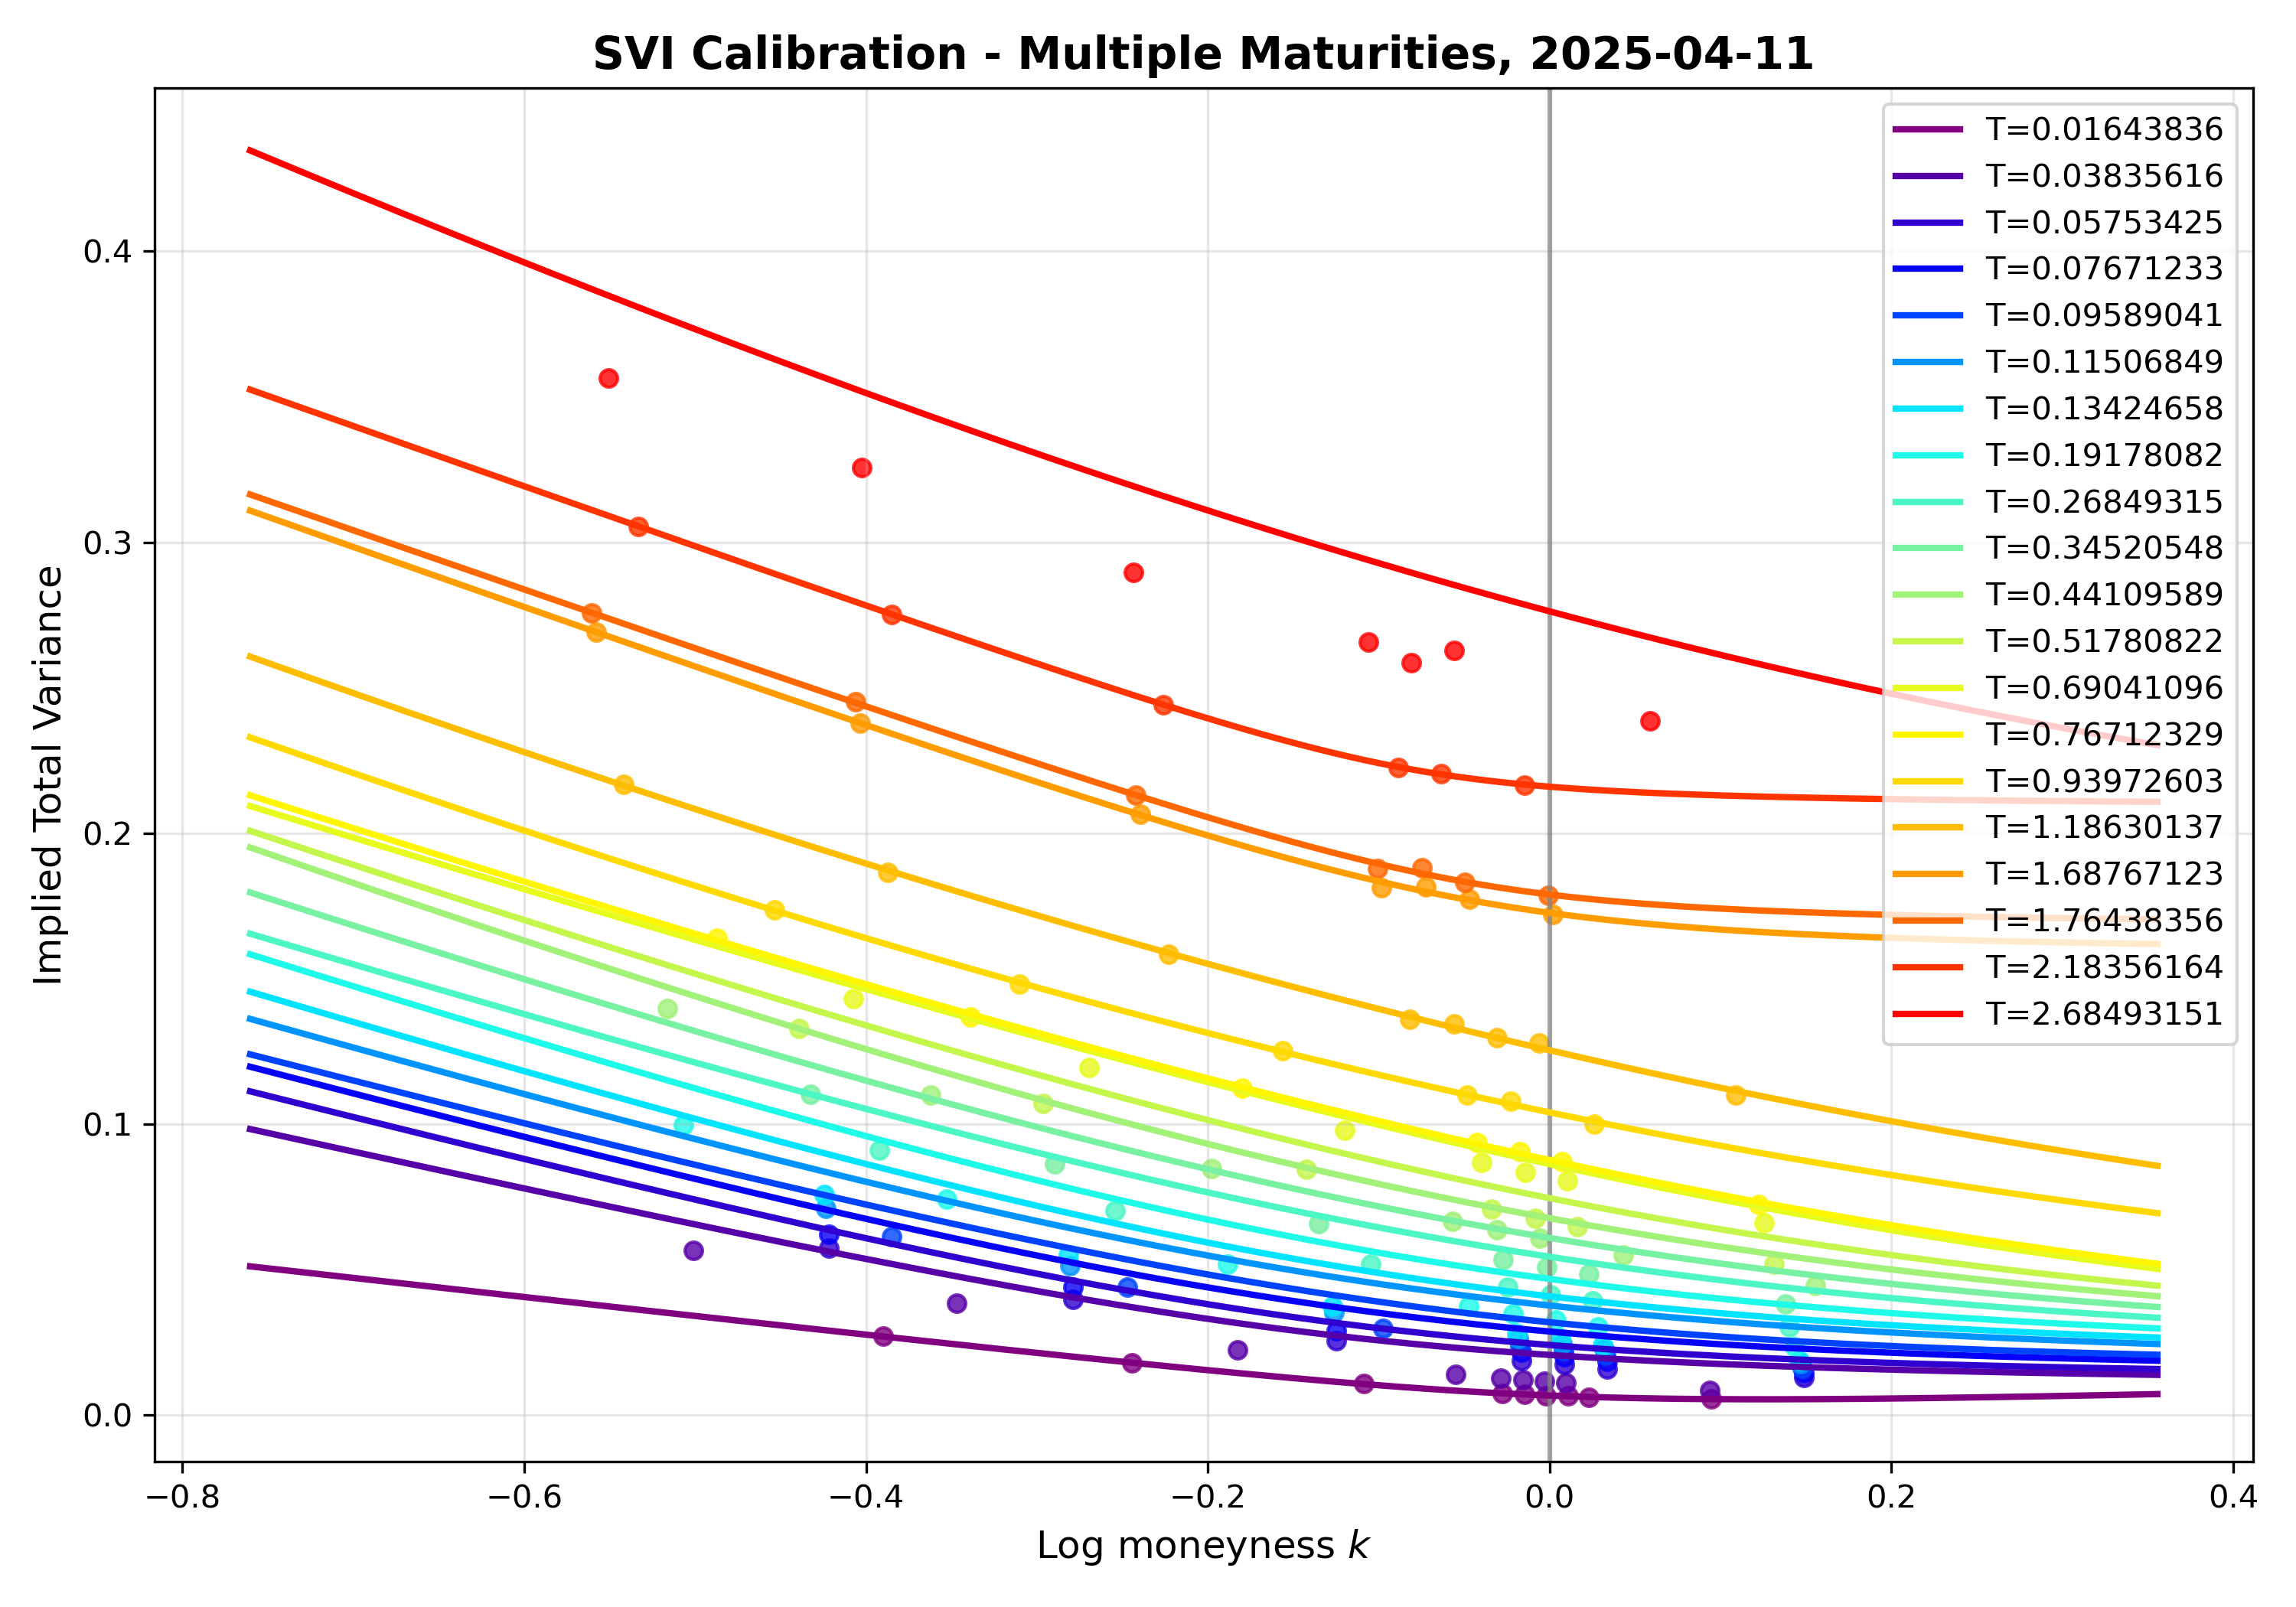 SVI Calibration - Multiple Maturities, 2025-04-11
T=0.01643836
T=0.03835616
T=0.05753425
T=0.07671233
T=0.09589041
T=0.11506849
T=0.13424658
T=0.19178082
T=0.26849315
T=0.34520548
T=0.44109589
T=0.51780822
T=0.69041096
T=0.76712329
T=0.93972603
T=1.18630137
T=1.68767123
T=1.76438356
T=2.18356164
T=2.68493151
Implied Total Variance
0.4
0.3
0.2
0.1
0.0
−0.8 −0.6 −0.4 −0.2 0.0 0.2 0.4
Log moneyness k